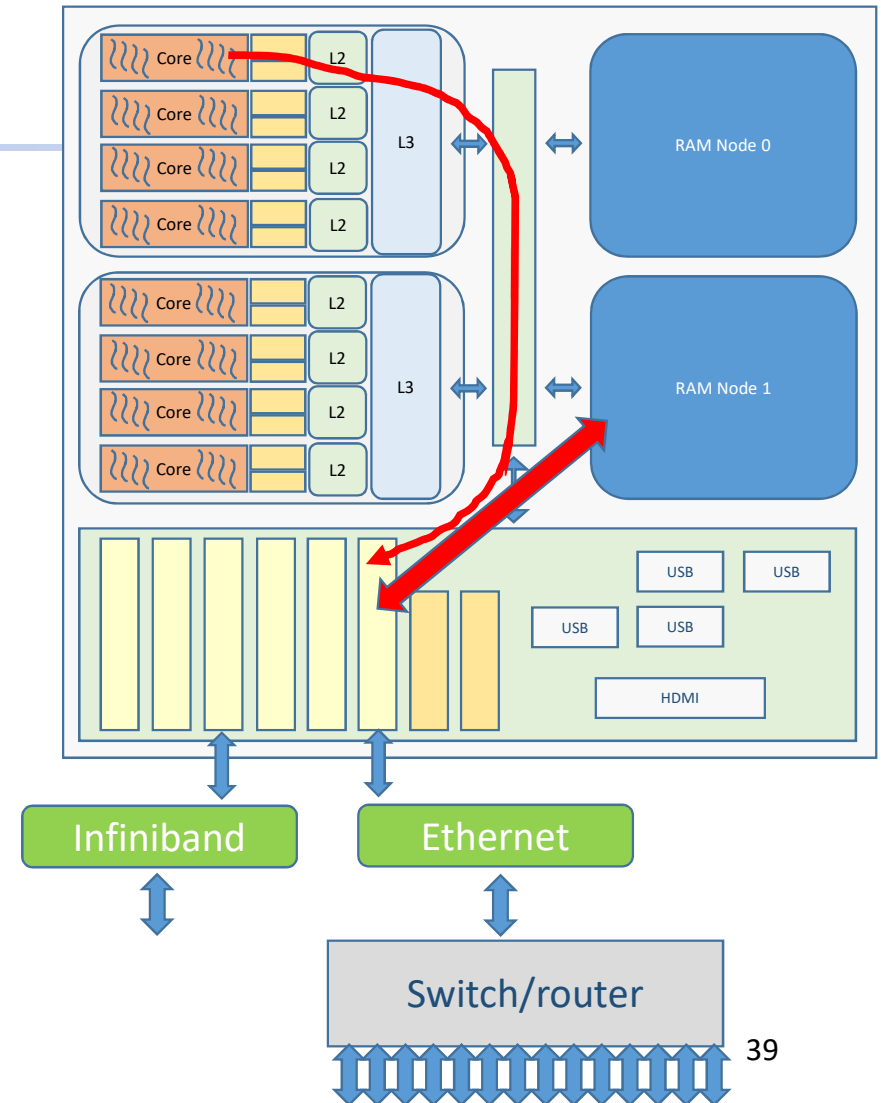 Core L2
Core L2
Core L2
Core L2
L3
RAM Node 0
Core L2
Core L2
Core L2
Core L2
L3
RAM Node 1
USB USB
USB USB
HDMI
Infiniband
Ethernet
Switch/router
39